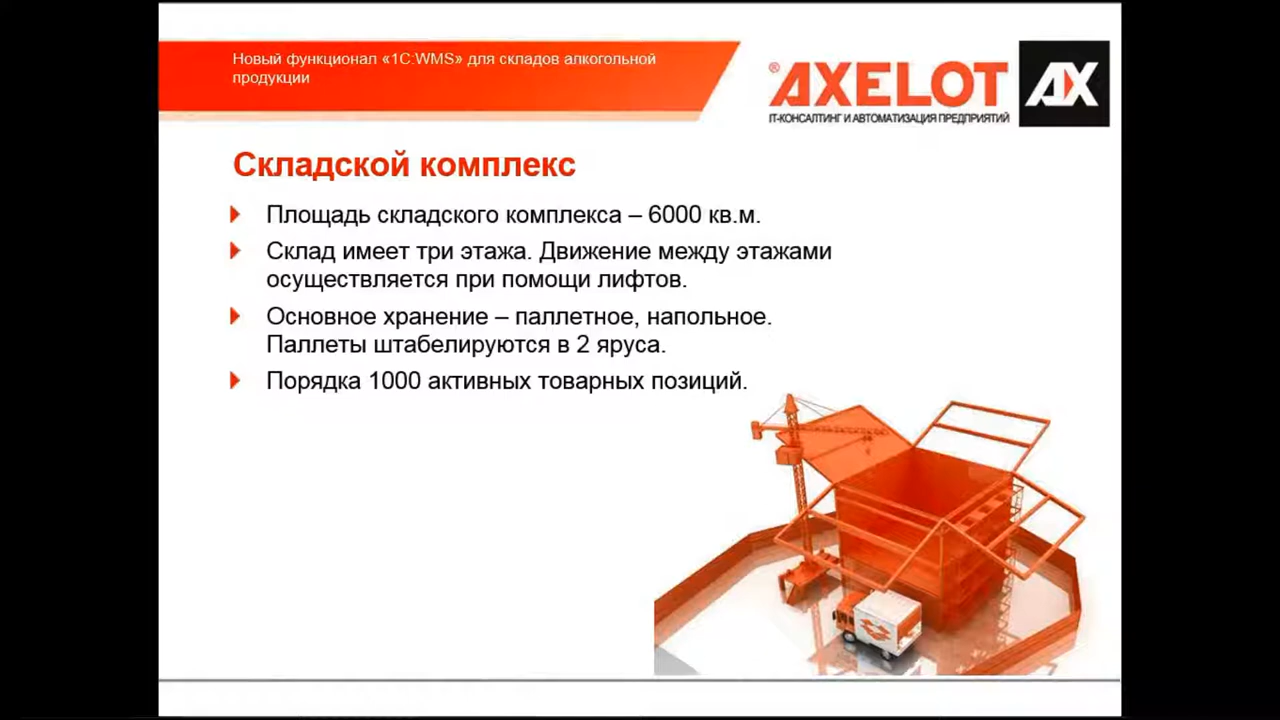 Новый функционал «1С:WMS» для складов алкогольной
продукции
® AXELOT AX
IT-КОНСАЛТИНГ И АВТОМАТИЗАЦИЯ ПРЕДПРИЯТИЙ
Складской комплекс
Площадь складского комплекса – 6000 кв.м.
Склад имеет три этажа. Движение между этажами
осуществляется при помощи лифтов.
Основное хранение – паллетное, напольное.
Паллеты штабелируются в 2 яруса.
Порядка 1000 активных товарных позиций.